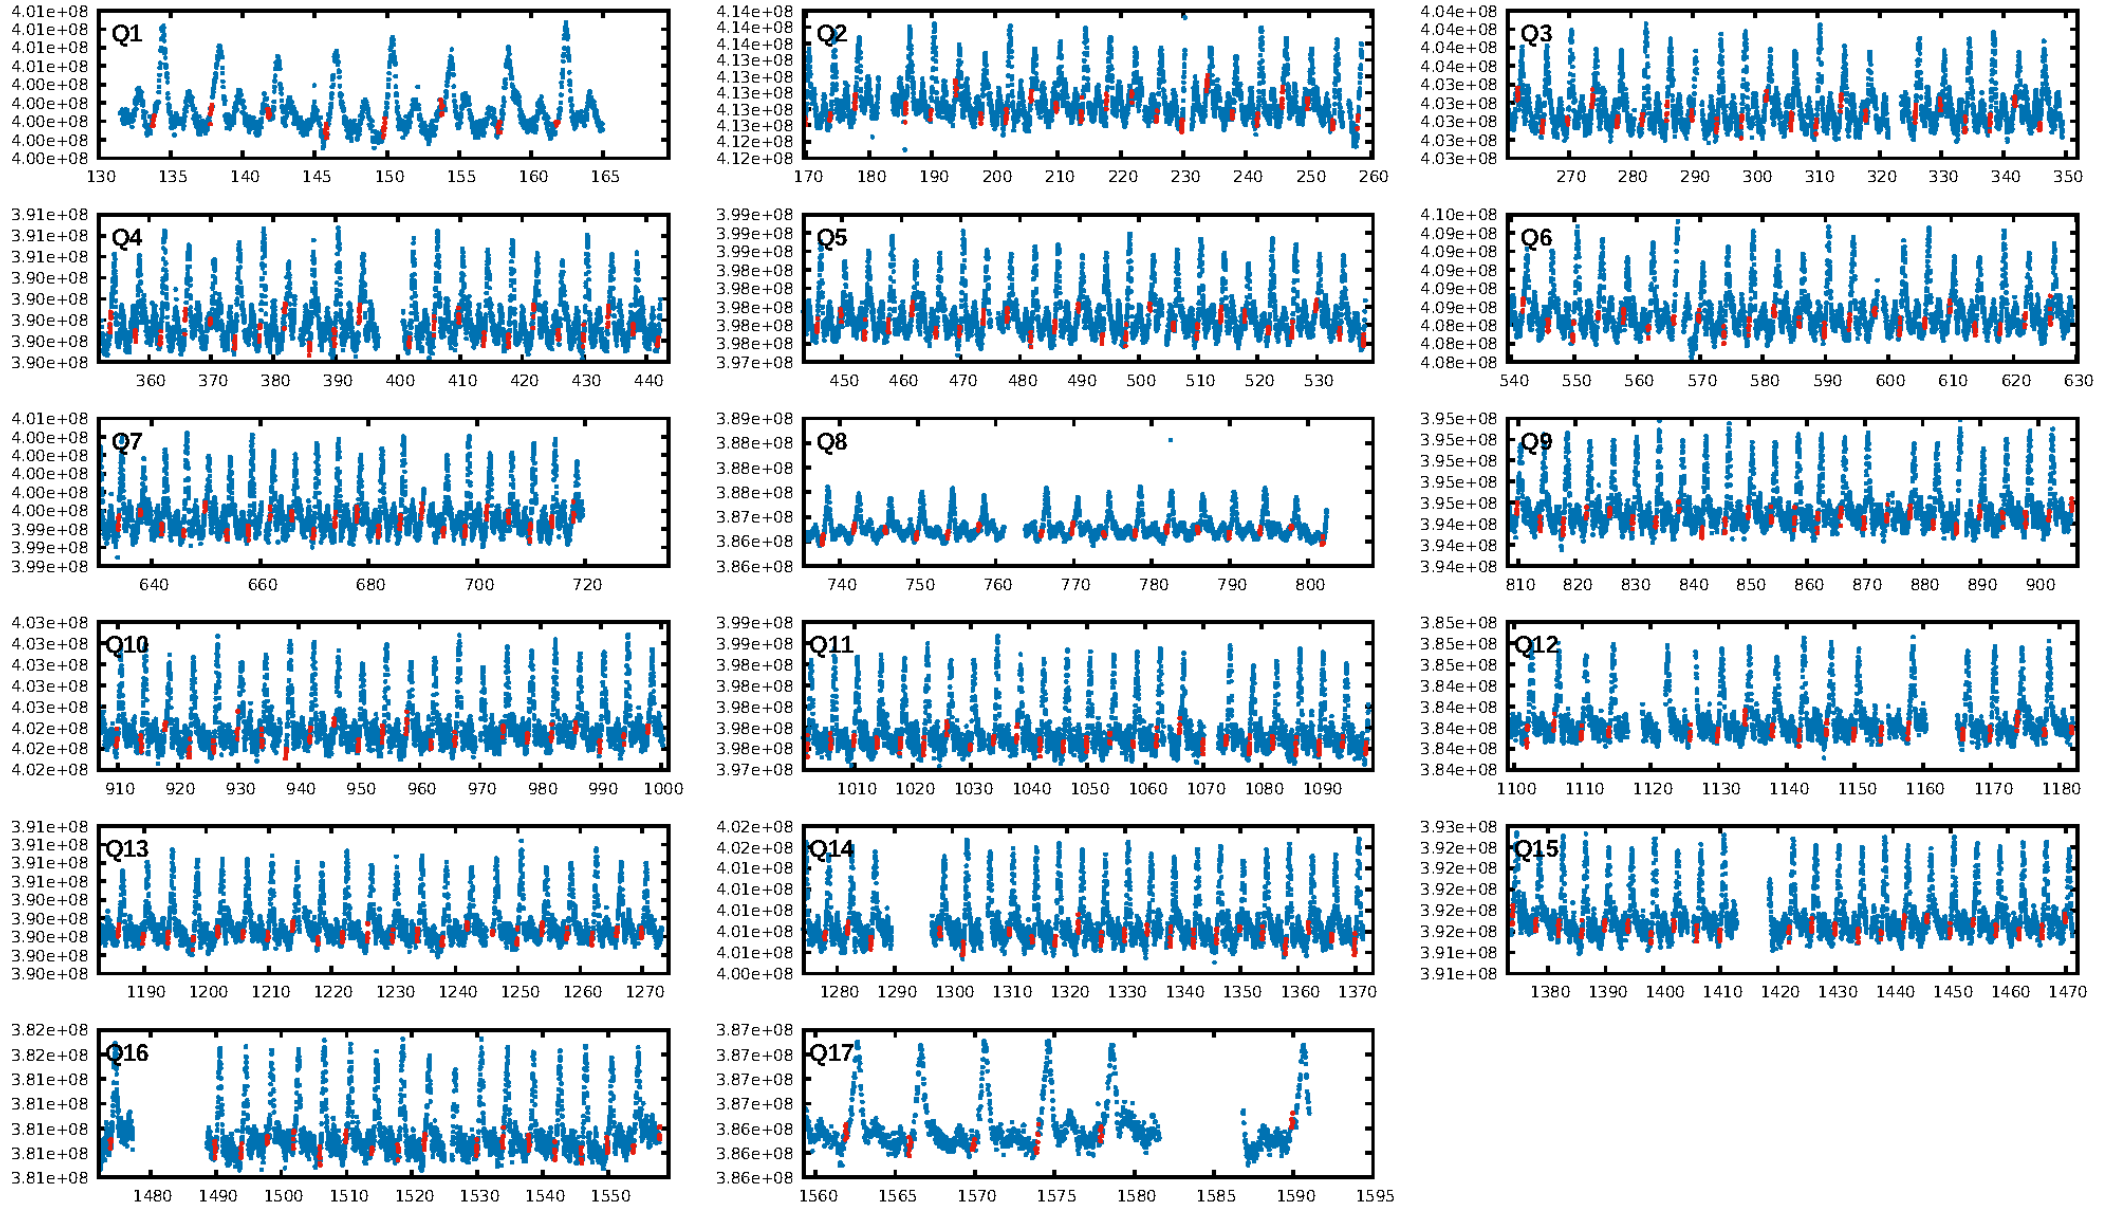 4.01e+08 4.01e+08 4.01e+08 4.00e+08 4.00e+08 4.00e+08 4.00e+08 4.00e+08
Q1
130 135 140 145 150 155 160 165
4.14e+08 4.14e+08 4.14e+08 4.13e+08 4.13e+08 4.13e+08 4.13e+08 4.13e+08 4.12e+08 4.12e+08
Q2
170 180 190 200 210 220 230 240 250 260
4.04e+08 4.04e+08 4.04e+08 4.04e+08 4.03e+08 4.03e+08 4.03e+08 4.03e+08 4.03e+08
Q3
270 280 290 300 310 320 330 340 350
3.91e+08 3.91e+08 3.91e+08 3.90e+08 3.90e+08 3.90e+08 3.90e+08 3.90e+08
Q4
360 370 380 390 400 410 420 430 440
3.99e+08 3.99e+08 3.99e+08 3.98e+08 3.98e+08 3.98e+08 3.98e+08 3.98e+08 3.97e+08
Q5
450 460 470 480 490 500 510 520 530
4.10e+08 4.09e+08 4.09e+08 4.09e+08 4.09e+08 4.09e+08 4.08e+08 4.08e+08 4.08e+08
Q6
540 550 560 570 580 590 600 610 620 630
4.01e+08 4.00e+08 4.00e+08 4.00e+08 4.00e+08 4.00e+08 3.99e+08 3.99e+08 3.99e+08
Q7
640 660 680 700 720
3.89e+08 3.88e+08 3.88e+08 3.88e+08 3.87e+08 3.86e+08 3.86e+08
Q8
740 750 760 770 780 790 800
3.95e+08 3.95e+08 3.95e+08 3.95e+08 3.95e+08 3.94e+08 3.94e+08 3.94e+08
Q9
810 820 830 840 850 860 870 880 890 900
4.03e+08 4.03e+08 4.03e+08 4.03e+08 4.03e+08 4.02e+08 4.02e+08 4.02e+08
Q10
910 920 930 940 950 960 970 980 990 1000
3.99e+08 3.99e+08 3.98e+08 3.98e+08 3.98e+08 3.98e+08 3.98e+08 3.97e+08
Q11
1010 1020 1030 1040 1050 1060 1070 1080 1090
3.85e+08 3.85e+08 3.85e+08 3.84e+08 3.84e+08 3.84e+08 3.84e+08 3.84e+08
Q12
1100 1110 1120 1130 1140 1150 1160 1170 1180
3.91e+08 3.91e+08 3.91e+08 3.91e+08 3.90e+08 3.90e+08 3.90e+08 3.90e+08 3.90e+08
Q13
1190 1200 1210 1220 1230 1240 1250 1260 1270
4.02e+08 4.02e+08 4.01e+08 4.01e+08 4.01e+08 4.01e+08 4.01e+08 4.00e+08
Q14
1280 1290 1300 1310 1320 1330 1340 1350 1360 1370
3.93e+08 3.92e+08 3.92e+08 3.92e+08 3.92e+08 3.92e+08 3.91e+08 3.91e+08
Q15
1380 1390 1400 1410 1420 1430 1440 1450 1460 1470
3.82e+08 3.82e+08 3.81e+08 3.81e+08 3.81e+08 3.81e+08 3.81e+08
Q16
1480 1490 1500 1510 1520 1530 1540 1550
3.87e+08 3.87e+08 3.87e+08 3.87e+08 3.86e+08 3.86e+08 3.86e+08
Q17
1560 1565 1570 1575 1580 1585 1590 1595